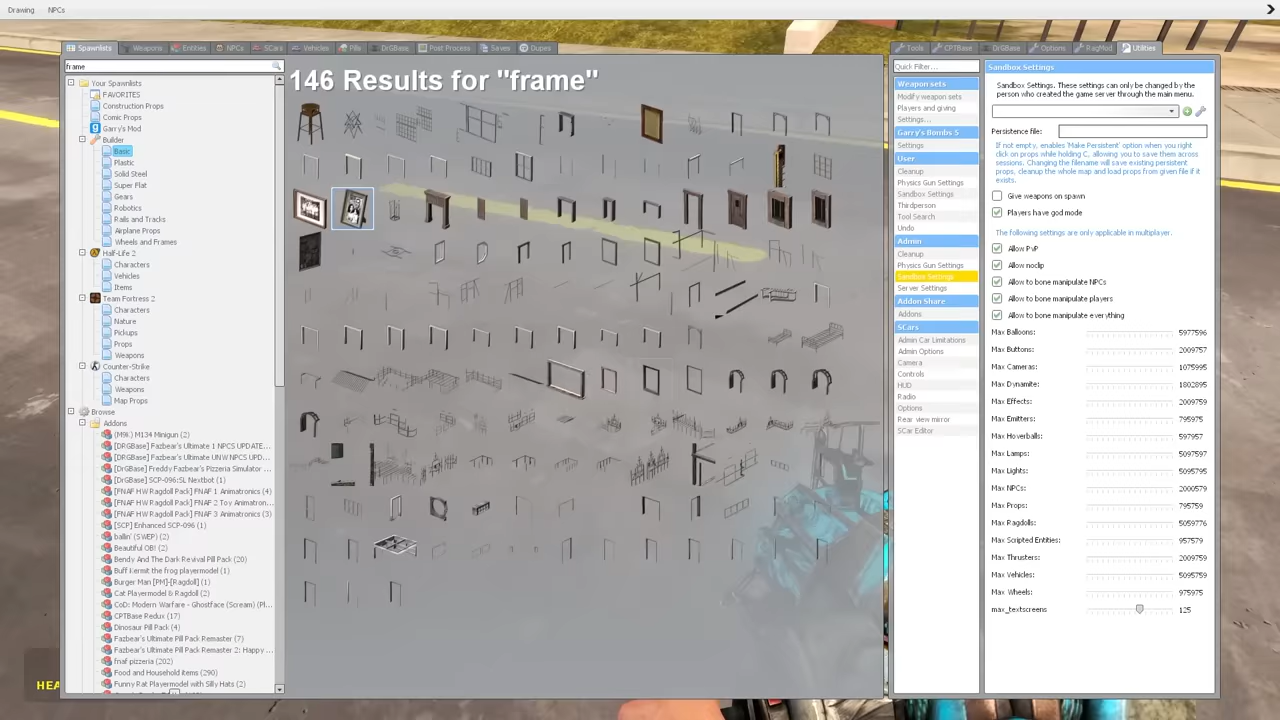 Drawing NPCs
Spawnlists Weapons Entities NPCs SCars Vehicles Pills DrGBase Post Process Saves Dupes
frame
Your Spawnlists
FAVORITES
Construction Props
Comic Props
Garry's Mod
Builder
Basic
Plastic
Solid Steel
Super Flat
Gears
Robotics
Rails and Tracks
Airplane Props
Wheels and Frames
Half-Life 2
Characters
Vehicles
Items
Team Fortress 2
Characters
Nature
Pickups
Props
Weapons
Counter-Strike
Characters
Weapons
Map Props
Browse
Addons
(M9k) M134 Minigun (2)
[DRGBase] Fazbear's Ultimate 1 NPCS UPDATE...
[DRGBase] Fazbear's Ultimate UNW NPCS UPD...
[DrGBase] Freddy Fazbear's Pizzeria Simulator ...
[DrGBase] SCP-096:SL Nextbot (1)
[FNAF HW Ragdoll Pack] FNAF 1 Animatronics (4)
[FNAF HW Ragdoll Pack] FNAF 2 Toy Animatron...
[FNAF HW Ragdoll Pack] FNAF 3 Animatronics (3)
[SCP] Enhanced SCP-096 (1)
ballin' (SWEP) (2)
Beautiful OB! (2)
Bendy And The Dark Revival Pill Pack (20)
Buff Kermit the frog playermodel (1)
Burger Man [PM]-[Ragdoll] (1)
Cat Playermodel & Ragdoll (2)
CoD: Modern Warfare - Ghostface (Scream) (Pl...
CPTBase Redux (17)
Dinosaur Pill Pack (4)
Fazbear's Ultimate Pill Pack Remaster (7)
Fazbear's Ultimate Pill Pack Remaster 2: Happy ...
fnaf pizzeria (202)
Food and Household items (290)
Funny Rat Playermodel with Silly Hats (2)
146 Results for "frame"
Tools CPTBase DrGBase Options PagMod Utilities
Quick Filter...
Weapon sets
Modify weapon sets
Players and giving
Settings...
Garry's Bombs 5
Settings
User
Cleanup
Physics Gun Settings
Sandbox Settings
Thirdperson
Tool Search
Undo
Admin
Cleanup
Physics Gun Settings
Sandbox Settings
Server Settings
Addon Share
Addons
SCars
Admin Car Limitations
Admin Options
Camera
Controls
HUD
Radio
Options
Rear view mirror
SCar Editor
Sandbox Settings
Sandbox Settings. These settings can only be changed by the
person who created the game server through the main menu.
Persistence file:
If not empty, enables 'Make Persistent' option when you
right click on props while holding C, allowing you to save them across
sessions. Changing the filename will save existing persistent
props, cleanup the whole map and load props from given file if it
exists.
Give weapons on spawn
Players have god mode
The following settings are only applicable in multiplayer.
Allow PvP
Allow noclip
Allow to bone manipulate NPCs
Allow to bone manipulate players
Allow to bone manipulate everything
Max Balloons: 5977596
Max Buttons: 2009757
Max Cameras: 1075995
Max Dynamite: 1802895
Max Effects: 2009759
Max Emitters: 795975
Max Hoverballs: 597957
Max Lamps: 5097597
Max Lights: 5095795
Max NPCs: 2000579
Max Props: 795759
Max Ragdolls: 5059776
Max Scripted Entities: 957579
Max Thrusters: 2009759
Max Vehicles: 5095759
Max Wheels: 975975
max_textscreens 125
HEA